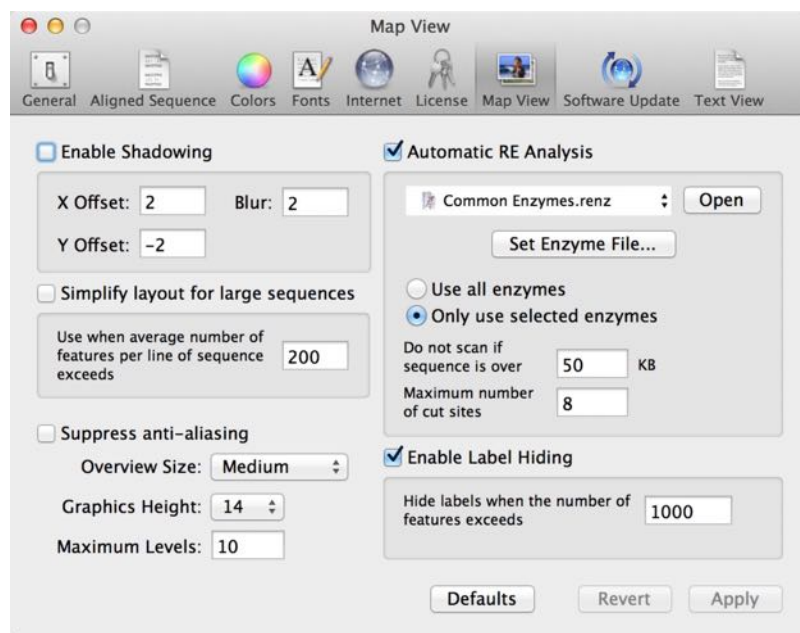 Map View
General Aligned Sequence Colors Fonts Internet License Map View Software Update Text View
Enable Shadowing
X Offset: 2 Blur: 2
Y Offset: -2
Simplify layout for large sequences
Use when average number of
features per line of sequence
exceeds
200
Suppress anti-aliasing
Overview Size: Medium
Graphics Height: 14
Maximum Levels: 10
Automatic RE Analysis
Common Enzymes.renz Open
Set Enzyme File...
Use all enzymes
Only use selected enzymes
Do not scan if
sequence is over
50 KB
Maximum number
of cut sites
8
Enable Label Hiding
Hide labels when the number of
features exceeds
1000
Defaults Revert Apply